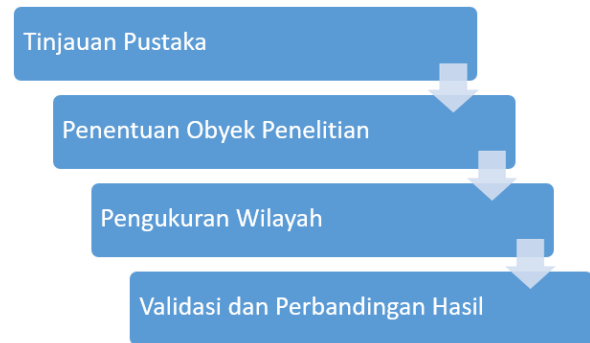 Tinjauan Pustaka
Penentuan Obyek Penelitian
Pengukuran Wilayah
Validasi dan Perbandingan Hasil